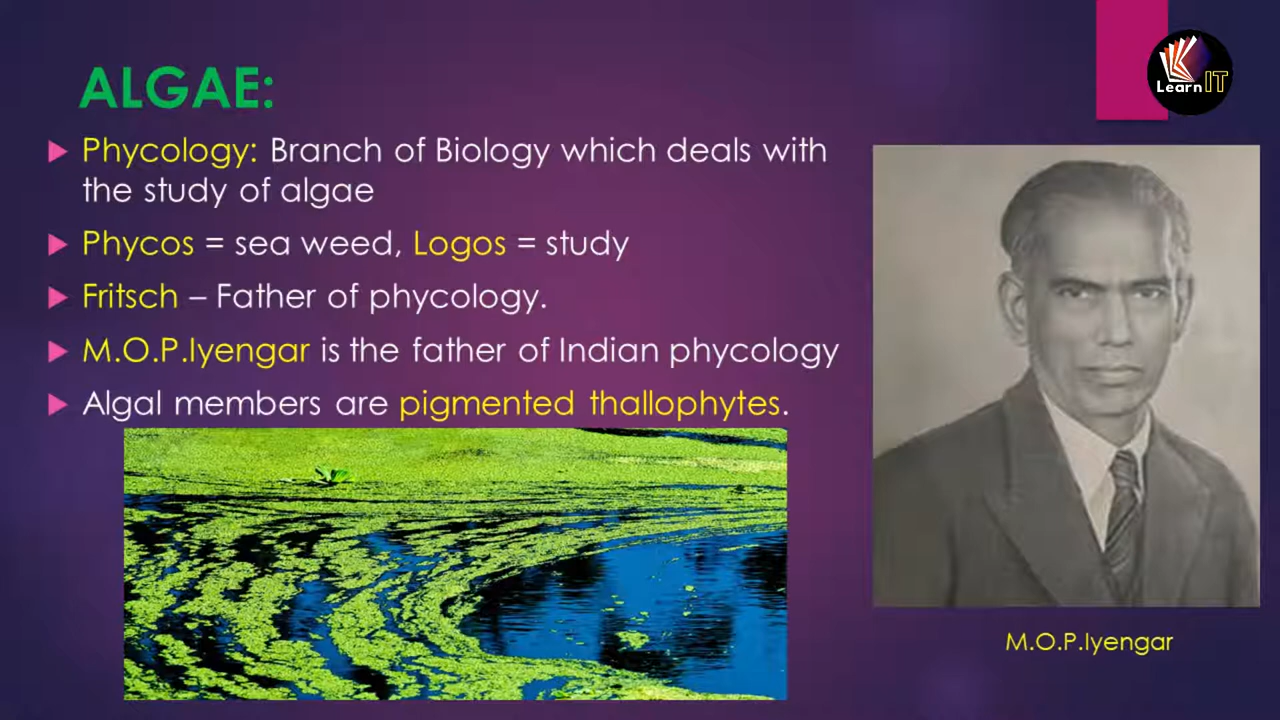 Learn IT
ALGAE:
Phycology: Branch of Biology which deals with
the study of algae
Phycos = sea weed, Logos = study
Fritsch – Father of phycology.
M.O.P.Iyengar is the father of Indian phycology
Algal members are pigmented thallophytes.
M.O.P.Iyengar